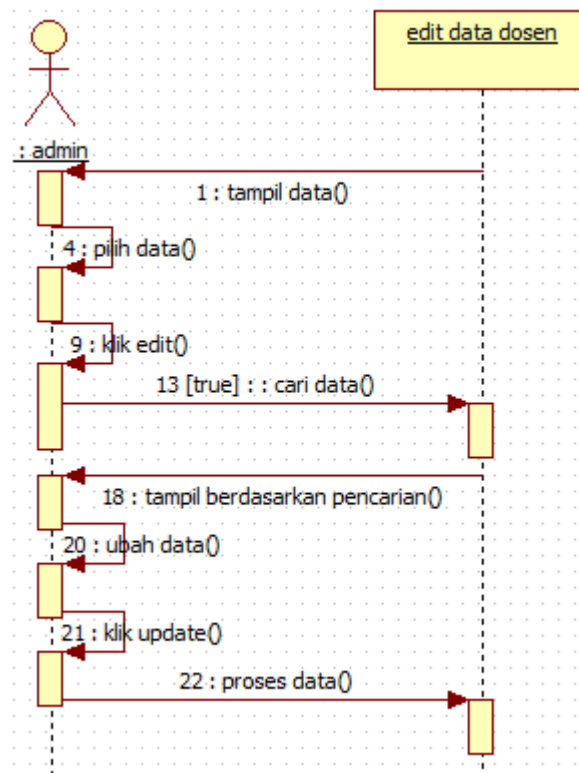 edit data dosen
: admin
1 : tampil data()
4 : pilih data()
9 : klik edit()
13 [true] : : cari data()
18 : tampil berdasarkan pencarian()
20 : ubah data()
21 : klik update()
22 : proses data()